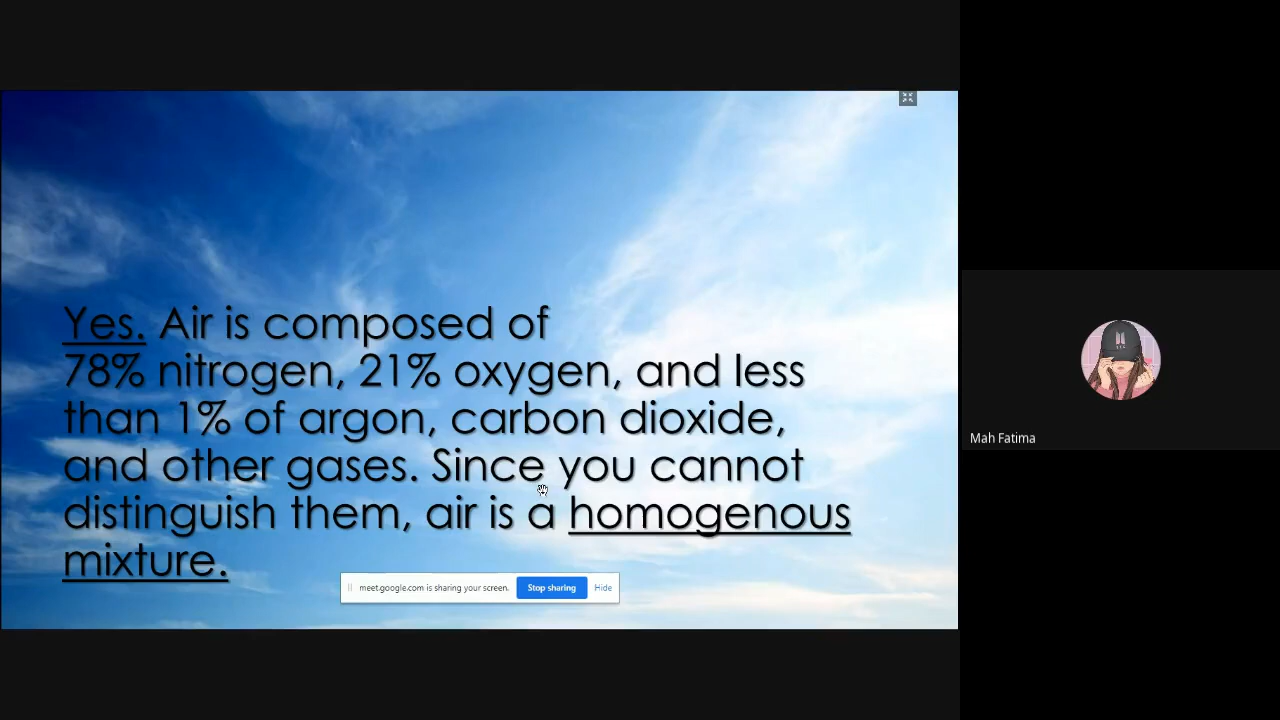 Yes. Air is composed of
78% nitrogen, 21% oxygen, and less
than 1% of argon, carbon dioxide,
and other gases. Since you cannot
distinguish them, air is a homogenous
mixture.
meet.google.com is sharing your screen. Stop sharing Hide
Mah Fatima